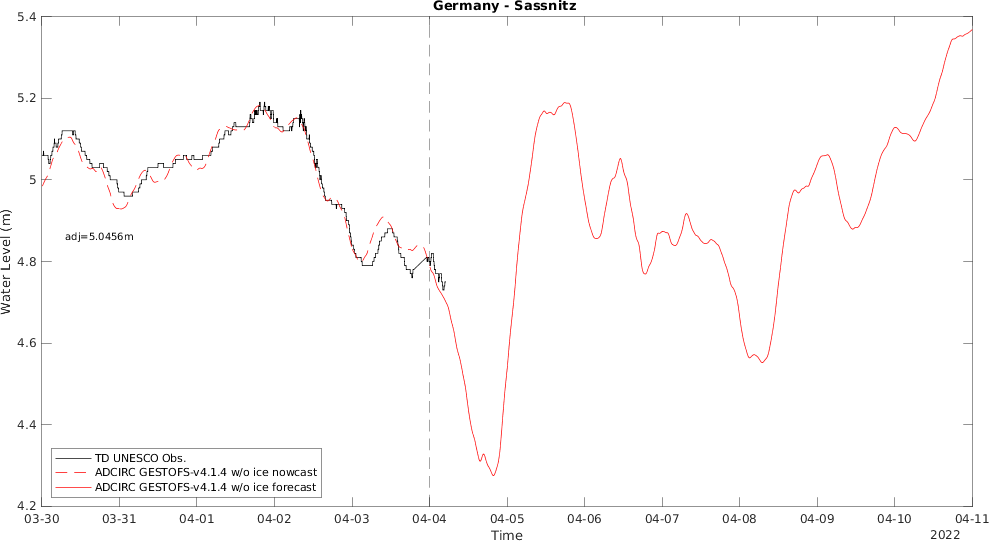 Germany - Sassnitz
5.4
5.2
5
4.8
4.6
4.4
4.2
Water Level (m)
adj=5.0456m
TD UNESCO Obs.
ADCIRC GESTOFS-v4.1.4 w/o ice nowcast
ADCIRC GESTOFS-v4.1.4 w/o ice forecast
03-30 03-31 04-01 04-02 04-03 04-04 04-05 04-06 04-07 04-08 04-09 04-10 04-11
Time
2022